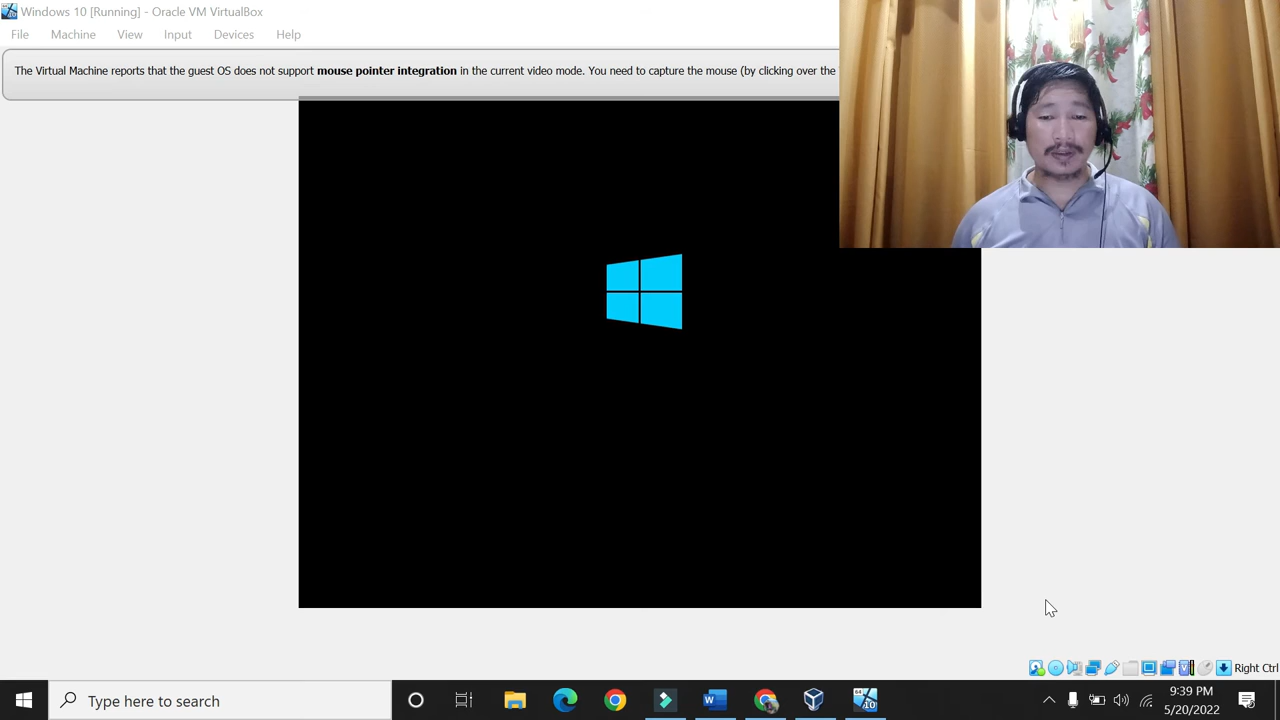 Windows 10 [Running] - Oracle VM VirtualBox
File Machine View Input Devices Help
The Virtual Machine reports that the guest OS does not support mouse pointer integration in the current video mode. You need to capture the mouse (by clicking over the
Right Ctrl
Type here to search
64
10
9:39 PM
5/20/2022